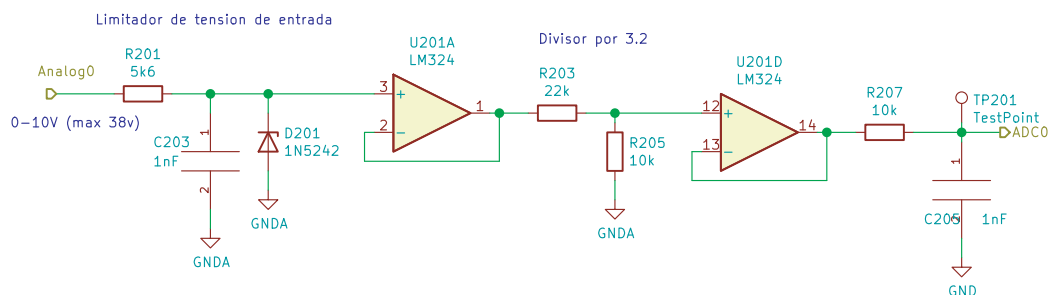 Limitador de tension de entrada
Analog0
0-10V (max 38v)
R201
5k6
1
C203
1nF
2
D201
1N5242
GNDA
GNDA
U201A
LM324
3
+
2
−
1
Divisor por 3.2
R203
22k
R205
10k
GNDA
U201D
LM324
12
+
13
−
14
R207
10k
TP201
TestPoint
ADC0
1
C205 1nF
2
GND